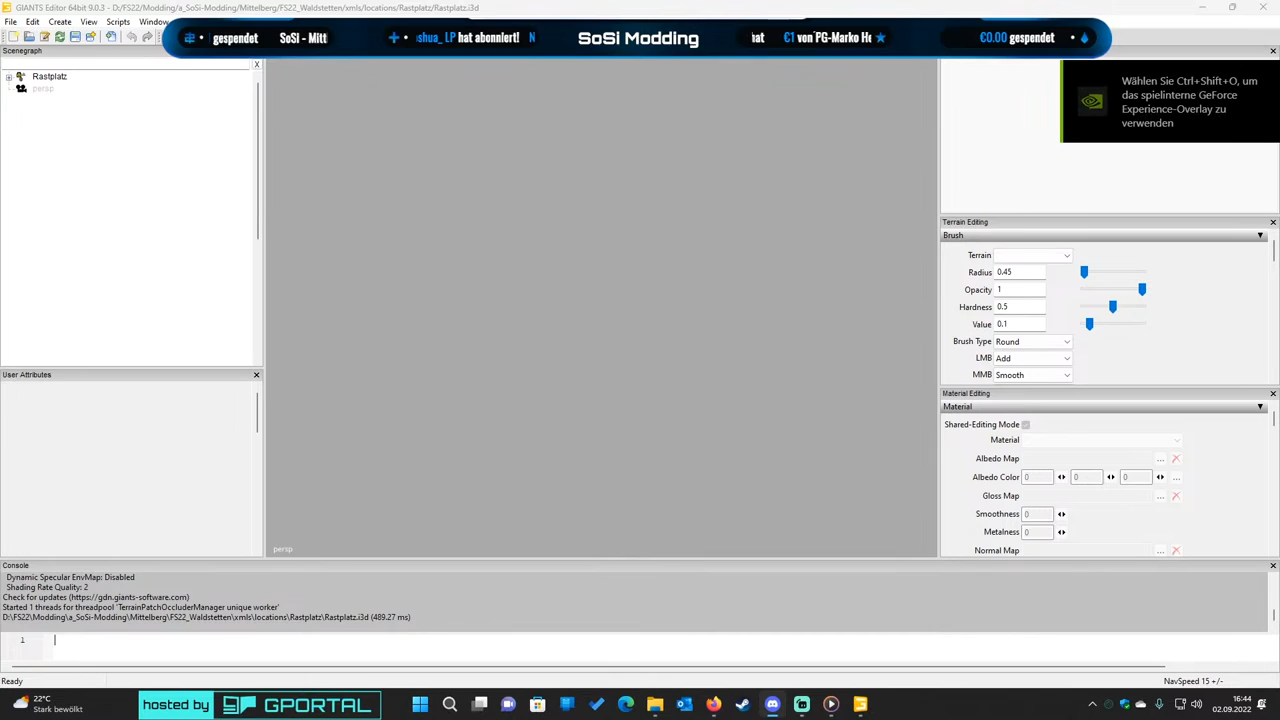 GIANTS Editor 64bit 9.0.3 - D:/FS22/Modding/a_SoSi-Modding/Mittelberg/FS22_Waldstetten/xmls/locations/Rastplatz/Rastplatz.i3d
File Edit Create View Scripts Window
gespendet SoSi - Mitt shua_ LP hat abonniert! N SoSi Modding hat €1 von PG-Marko He €0.00 gespendet
Scenegraph
Rastplatz
persp
Wählen Sie Ctrl+Shift+O, um
das spielinterne GeForce
Experience-Overlay zu
verwenden
Terrain Editing
Brush
Terrain
Radius 0.45
Opacity 1
Hardness 0.5
Value 0.1
Brush Type Round
LMB Add
MMB Smooth
User Attributes
Material Editing
Material
Shared-Editing Mode
Material
Albedo Map ...
Albedo Color 0 0 0 ...
Gloss Map ...
Smoothness 0
Metalness 0
Normal Map ...
persp
Console
Dynamic Specular EnvMap: Disabled
Shading Rate Quality: 2
Check for updates (https://gdn.giants-software.com)
Started 1 threads for threadpool 'TerrainPatchOccluderManager unique worker'
D:\FS22\Modding\a_SoSi-Modding\Mittelberg\FS22_Waldstetten\xmls\locations\Rastplatz\Rastplatz.i3d (489.27 ms)
1
Ready
NavSpeed 15 +/-
22°C
Stark bewölkt
hosted by GPORTAL
16:44
02.09.2022